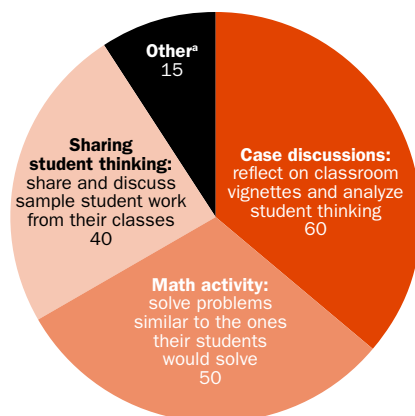 Otherᵃ
15
Sharing
student thinking:
share and discuss
sample student work
from their classes
40
Case discussions:
reflect on classroom
vignettes and analyze
student thinking
60
Math activity:
solve problems
similar to the ones
their students
would solve
50